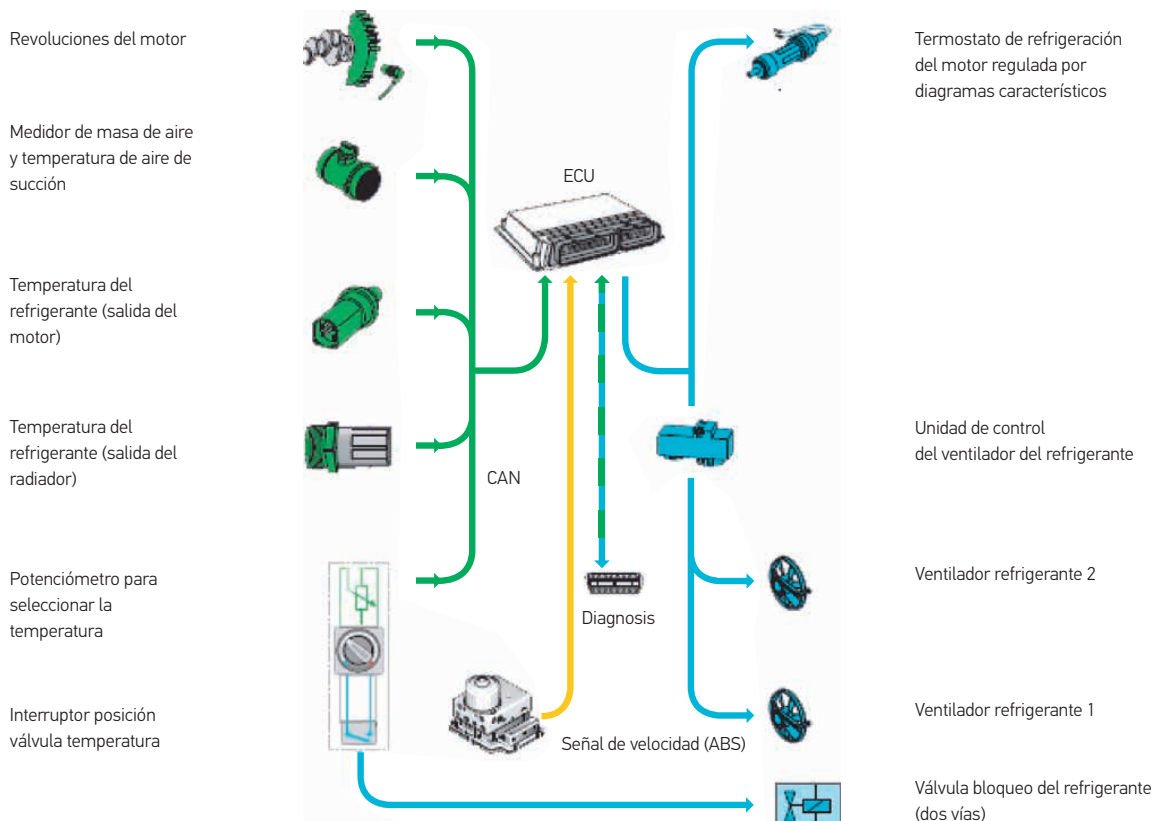 Revoluciones del motor
Medidor de masa de aire
y temperatura de aire de
succión
Temperatura del
refrigerante (salida del
motor)
Temperatura del
refrigerante (salida del
radiador)
Potenciómetro para
seleccionar la
temperatura
Interruptor posición
válvula temperatura
ECU
CAN
Diagnosis
Señal de velocidad (ABS)
Termostato de refrigeración
del motor regulada por
diagramas característicos
Unidad de control
del ventilador del refrigerante
Ventilador refrigerante 2
Ventilador refrigerante 1
Válvula bloqueo del refrigerante
(dos vías)